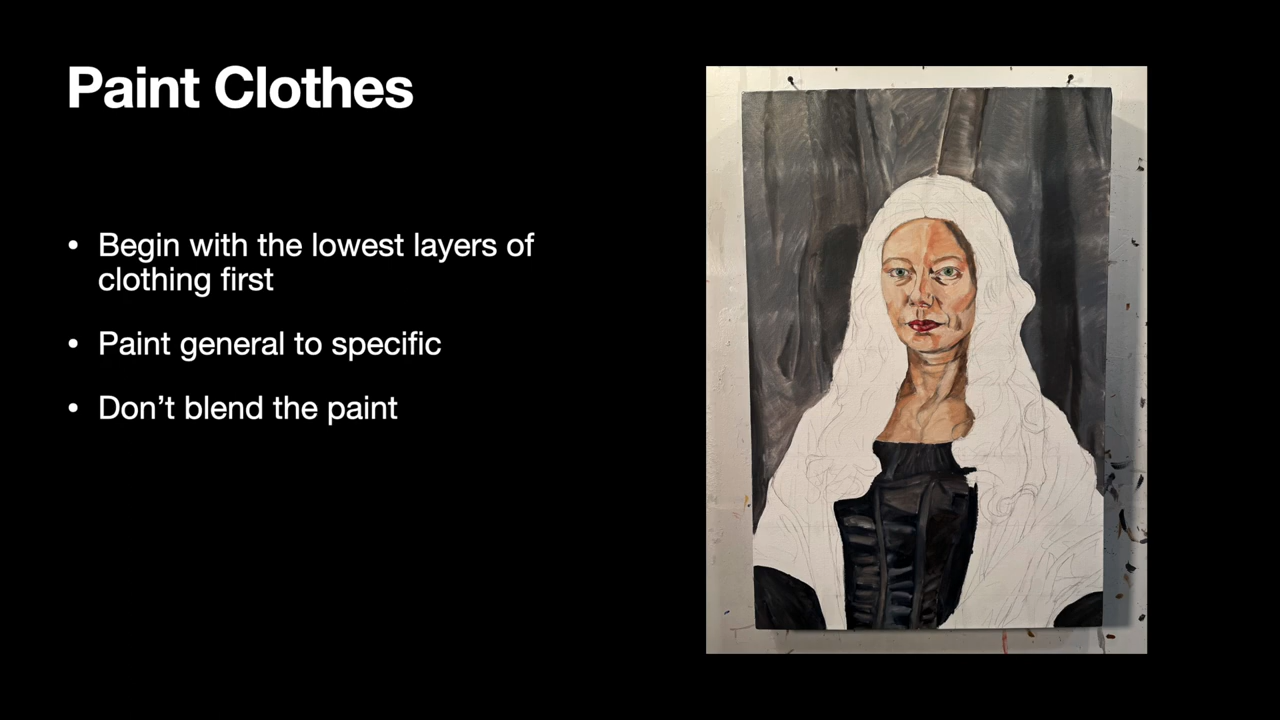 Paint Clothes
• Begin with the lowest layers of
clothing first
• Paint general to specific
• Don’t blend the paint